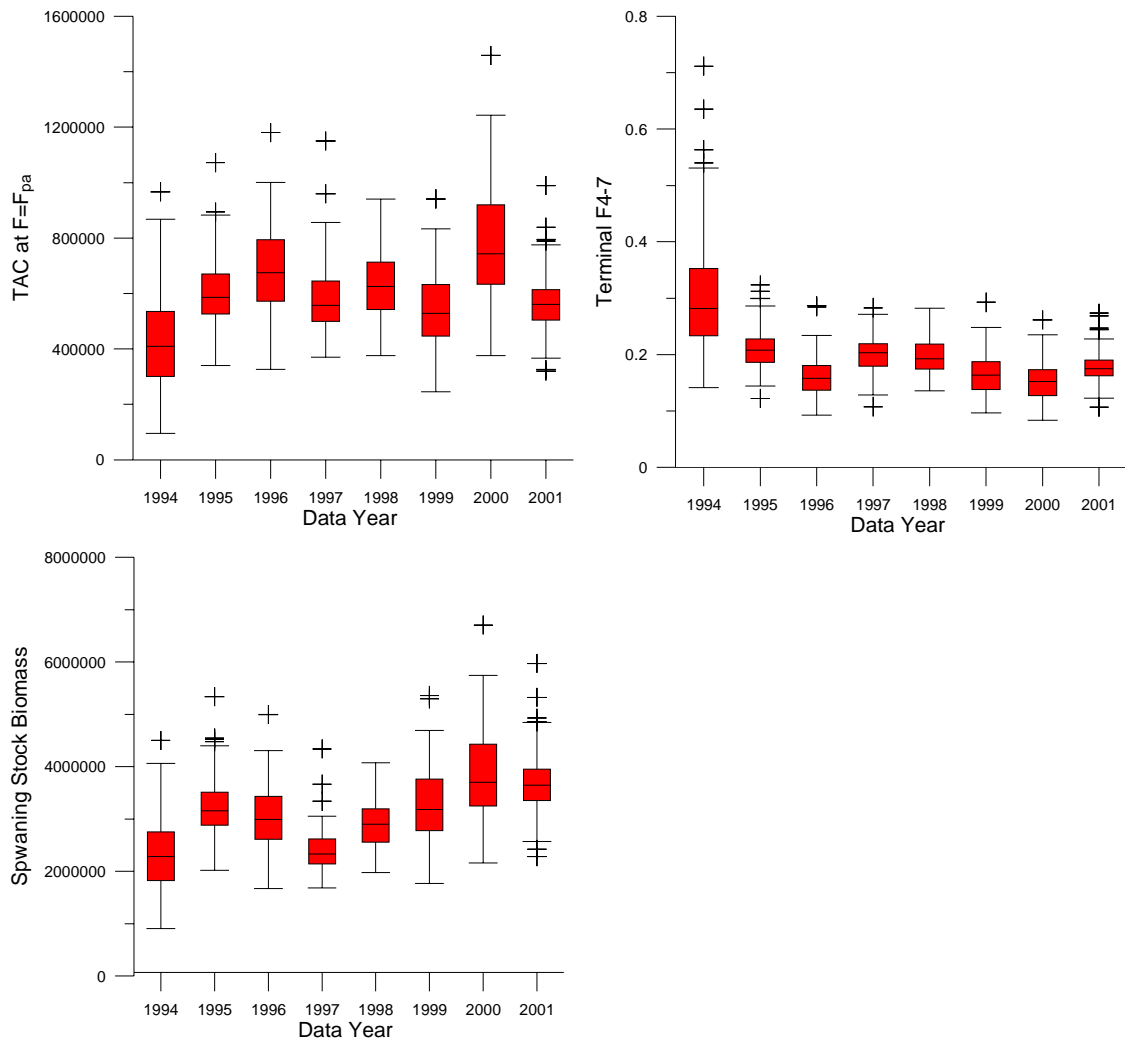 TAC at F=Fpa
1600000
1200000
800000
400000
0
1994 1995 1996 1997 1998 1999 2000 2001
Data Year
Terminal F4-7
0.8
0.6
0.4
0.2
0
1994 1995 1996 1997 1998 1999 2000 2001
Data Year
Spwaning Stock Biomass
8000000
6000000
4000000
2000000
0
1994 1995 1996 1997 1998 1999 2000 2001
Data Year